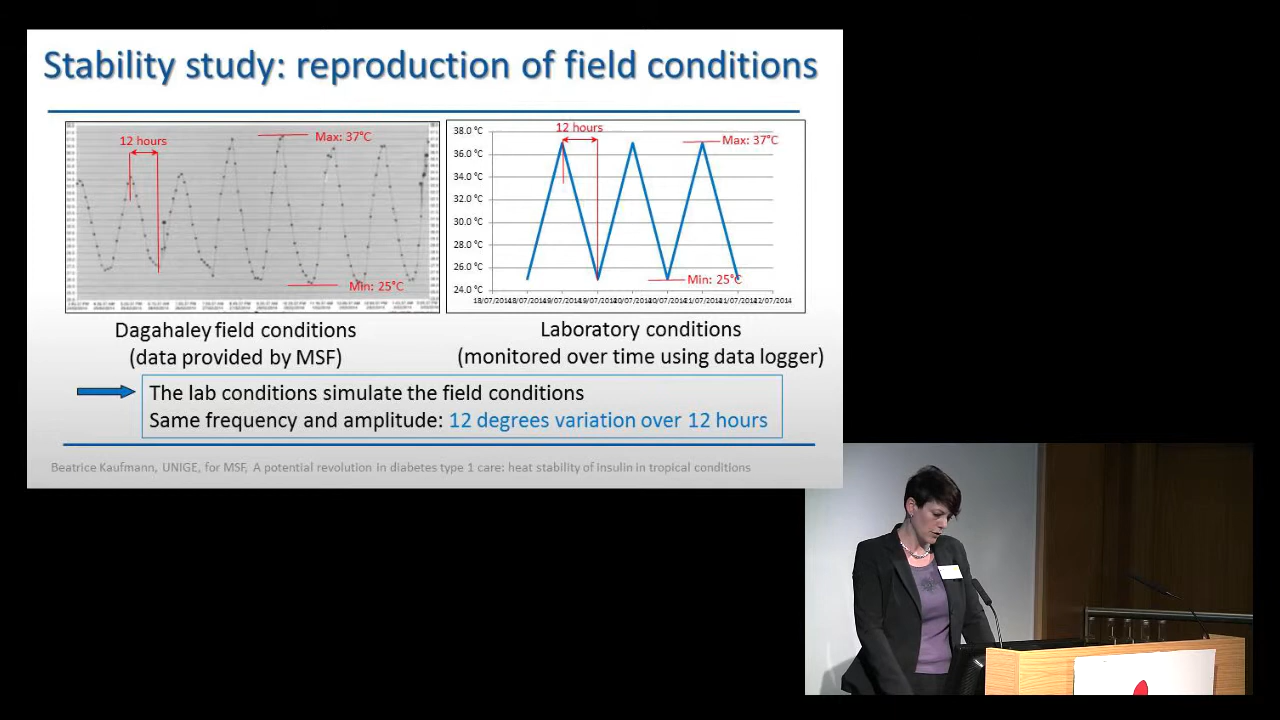 Stability study: reproduction of field conditions
12 hours
Max: 37°C
Min: 25°C
38.0 °C
36.0 °C
34.0 °C
32.0 °C
30.0 °C
28.0 °C
26.0 °C
24.0 °C
12 hours
Max: 37°C
Min: 25°C
Dagahaley field conditions
(data provided by MSF)
Laboratory conditions
(monitored over time using data logger)
The lab conditions simulate the field conditions
Same frequency and amplitude: 12 degrees variation over 12 hours
Beatrice Kaufmann, UNIGE, for MSF, A potential revolution in diabetes type 1 care: heat stability of insulin in tropical conditions